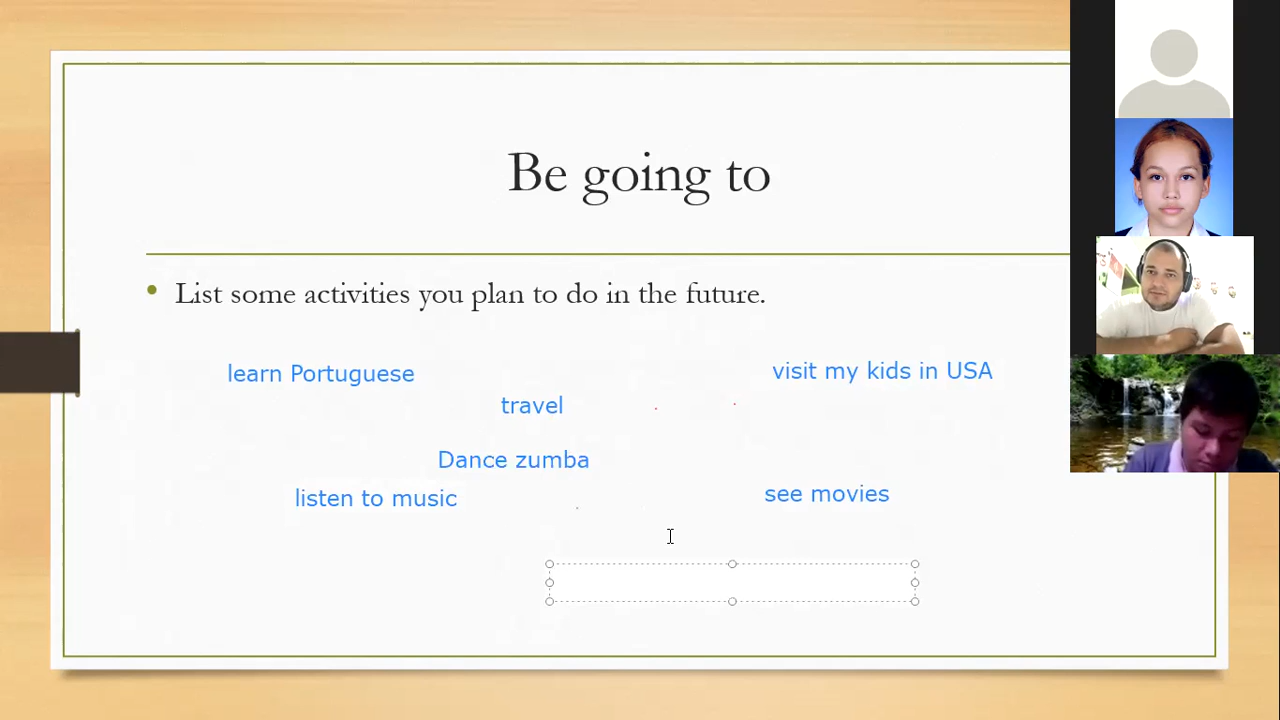 Be going to
List some activities you plan to do in the future.
learn Portuguese
visit my kids in USA
travel
Dance zumba
listen to music
see movies